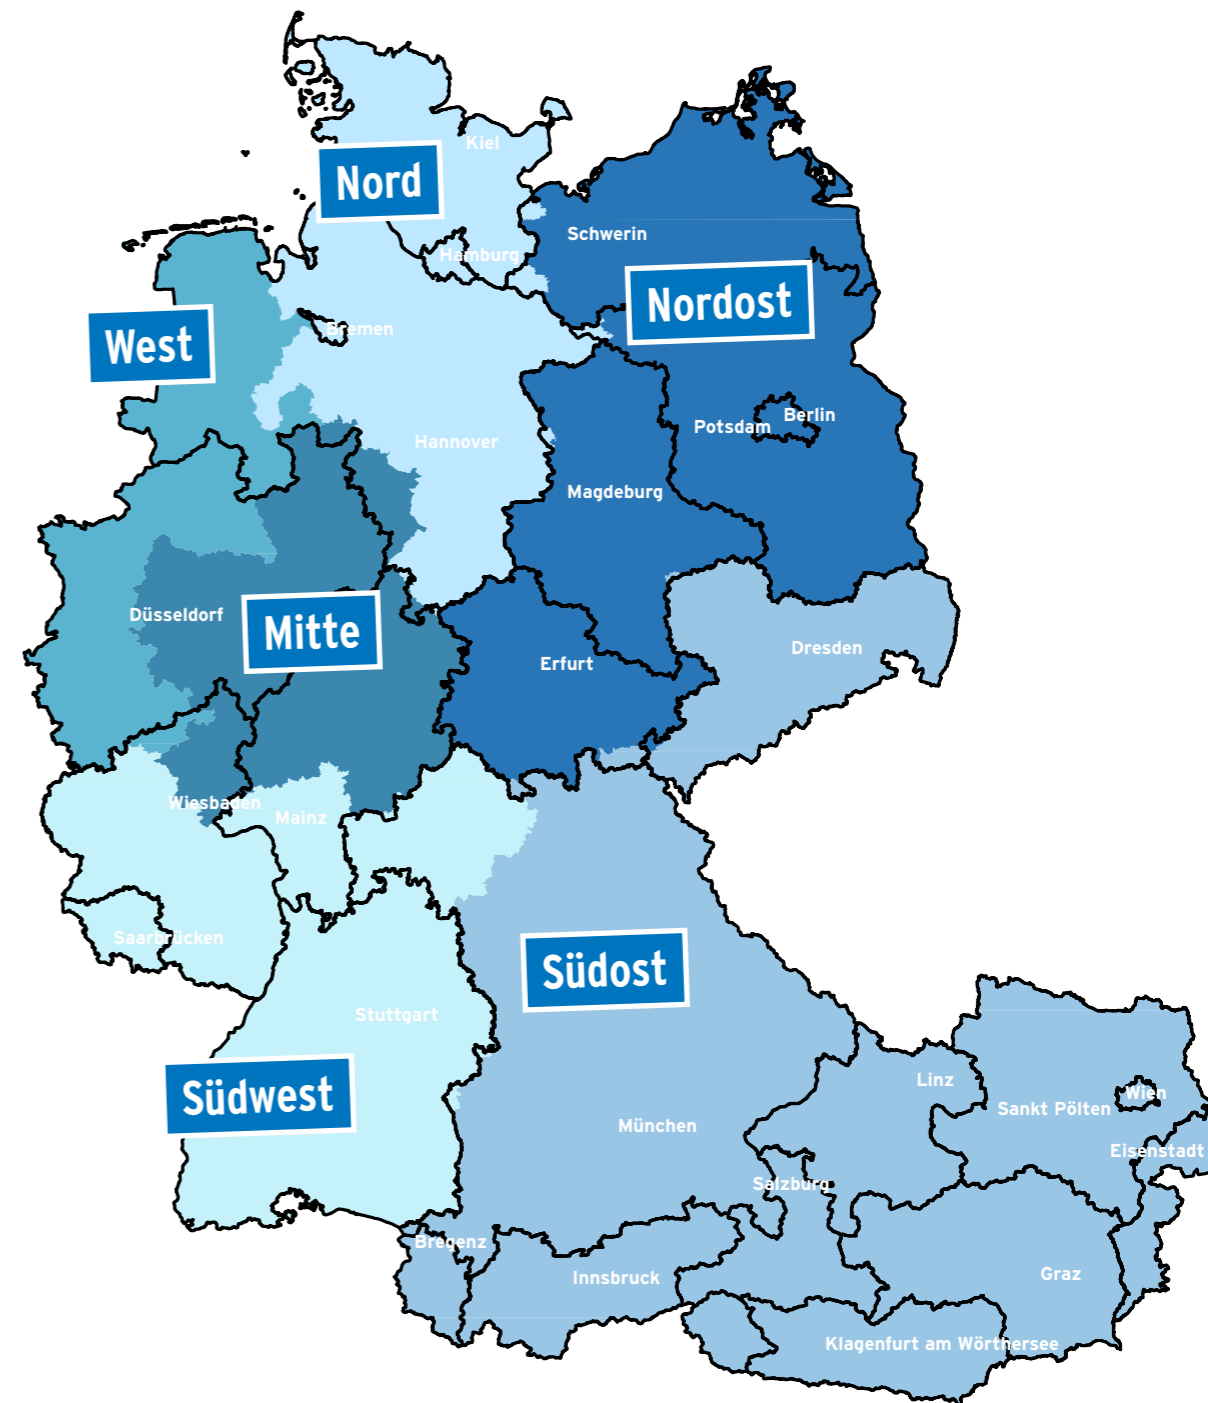 Kiel
Nord
Schwerin
Hamburg
Nordost
Bremen
West
Potsdam
Berlin
Hannover
Magdeburg
Düsseldorf
Mitte
Dresden
Erfurt
Wiesbaden
Mainz
Saarbrücken
Südost
Stuttgart
Südwest
Linz
Wien
Sankt Pölten
München
Eisenstadt
Salzburg
Bregenz
Innsbruck
Graz
Klagenfurt am Wörthersee